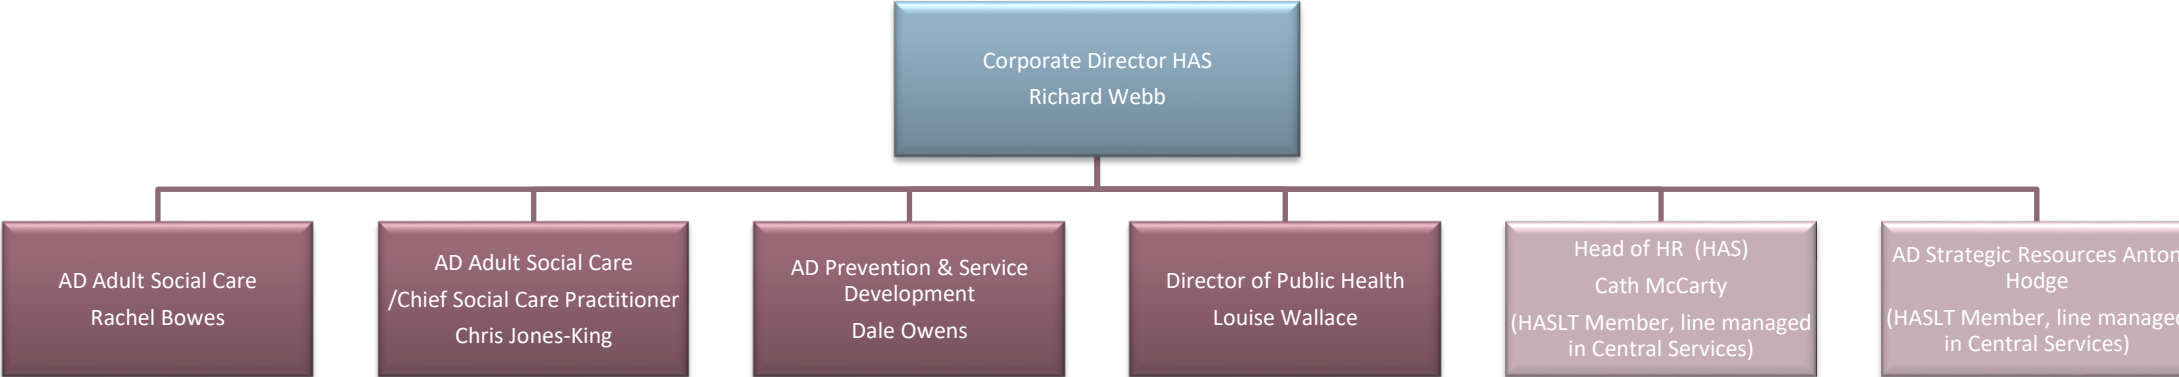 Corporate Director HAS
Richard Webb
AD Adult Social Care
Rachel Bowes
AD Adult Social Care
/Chief Social Care Practitioner
Chris Jones-King
AD Prevention & Service
Development
Dale Owens
Director of Public Health
Louise Wallace
Head of HR (HAS)
Cath McCarty
(HASLT Member, line managed
in Central Services)
AD Strategic Resources Anton
Hodge
(HASLT Member, line managed
in Central Services)